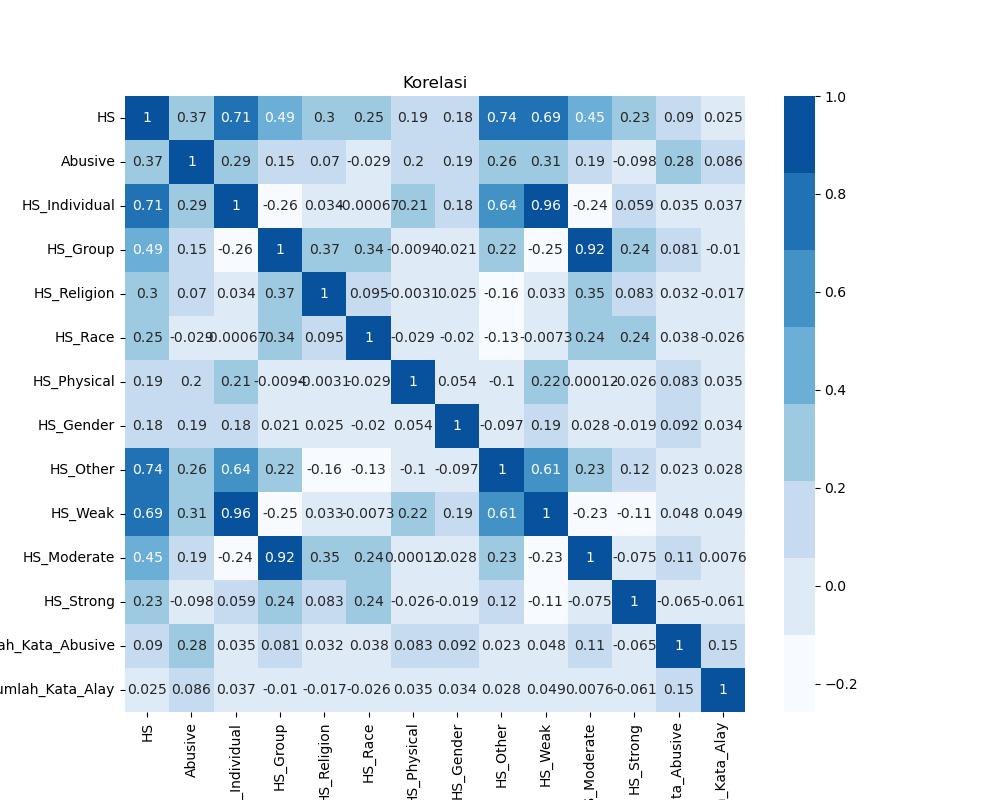 Korelasi
HS 1 0.37 0.71 0.49 0.3 0.25 0.19 0.18 0.74 0.69 0.45 0.23 0.09 0.025
Abusive 0.37 1 0.29 0.15 0.07 -0.029 0.2 0.19 0.26 0.31 0.19 -0.098 0.28 0.086
HS_Individual 0.71 0.29 1 -0.26 0.034 -0.00067 0.21 0.18 0.64 0.96 -0.24 0.059 0.035 0.037
HS_Group 0.49 0.15 -0.26 1 0.37 0.34 -0.0094 0.021 0.22 -0.25 0.92 0.24 0.081 -0.01
HS_Religion 0.3 0.07 0.034 0.37 1 0.095 -0.0031 0.025 -0.16 0.033 0.35 0.083 0.032 -0.017
HS_Race 0.25 -0.029 -0.00067 0.34 0.095 1 -0.029 -0.02 -0.13 -0.0073 0.24 0.24 0.038 -0.026
HS_Physical 0.19 0.2 0.21 -0.0094 -0.0031 -0.029 1 0.054 -0.1 0.22 0.00012 -0.026 0.083 0.035
HS_Gender 0.18 0.19 0.18 0.021 0.025 -0.02 0.054 1 -0.097 0.19 0.028 -0.019 0.092 0.034
HS_Other 0.74 0.26 0.64 0.22 -0.16 -0.13 -0.1 -0.097 1 0.61 0.23 0.12 0.023 0.028
HS_Weak 0.69 0.31 0.96 -0.25 0.033 -0.0073 0.22 0.19 0.61 1 -0.23 -0.11 0.048 0.049
HS_Moderate 0.45 0.19 -0.24 0.92 0.35 0.24 0.00012 0.028 0.23 -0.23 1 -0.075 0.11 0.0076
HS_Strong 0.23 -0.098 0.059 0.24 0.083 0.24 -0.026 -0.019 0.12 -0.11 -0.075 1 -0.065 -0.061
ah_Kata_Abusive 0.09 0.28 0.035 0.081 0.032 0.038 0.083 0.092 0.023 0.048 0.11 -0.065 1 0.15
umlah_Kata_Alay 0.025 0.086 0.037 -0.01 -0.017 -0.026 0.035 0.034 0.028 0.049 0.0076 -0.061 0.15 1
HS
Abusive
_Individual
HS_Group
HS_Religion
HS_Race
HS_Physical
HS_Gender
HS_Other
HS_Weak
S_Moderate
HS_Strong
ta_Abusive
_Kata_Alay
1.0
0.8
0.6
0.4
0.2
0.0
−0.2